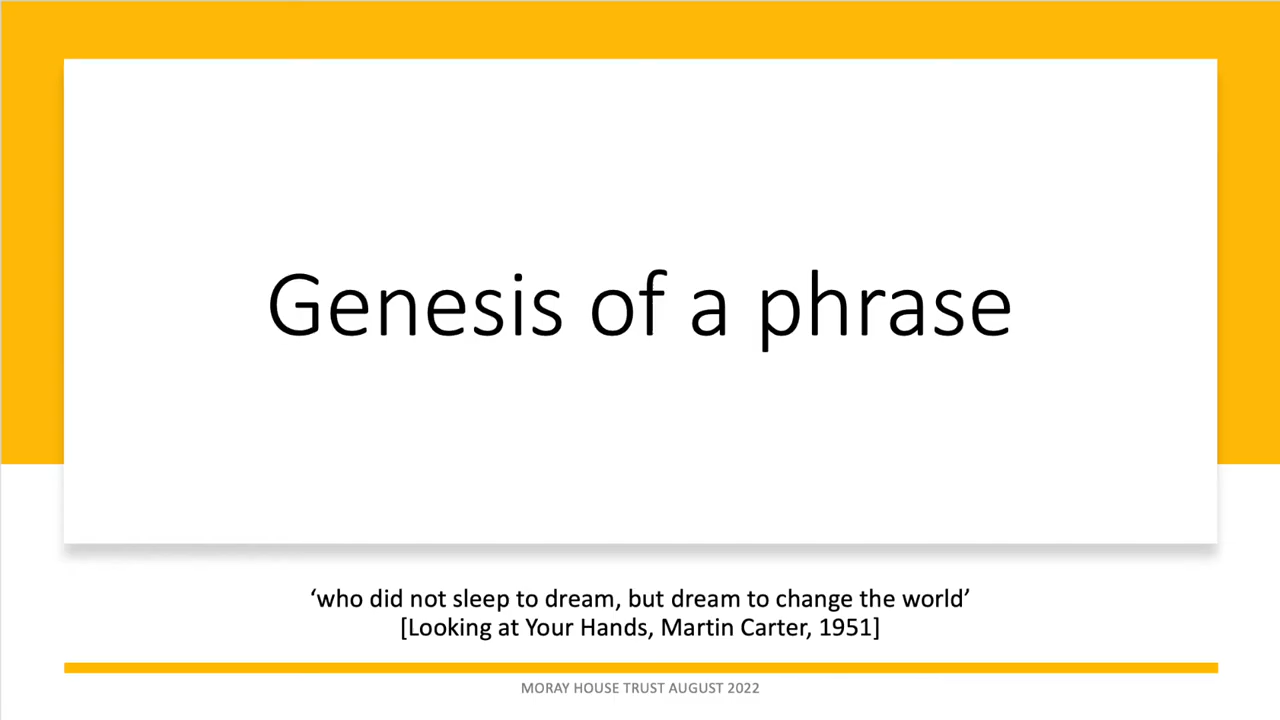 Genesis of a phrase
‘who did not sleep to dream, but dream to change the world’
[Looking at Your Hands, Martin Carter, 1951]
MORAY HOUSE TRUST AUGUST 2022